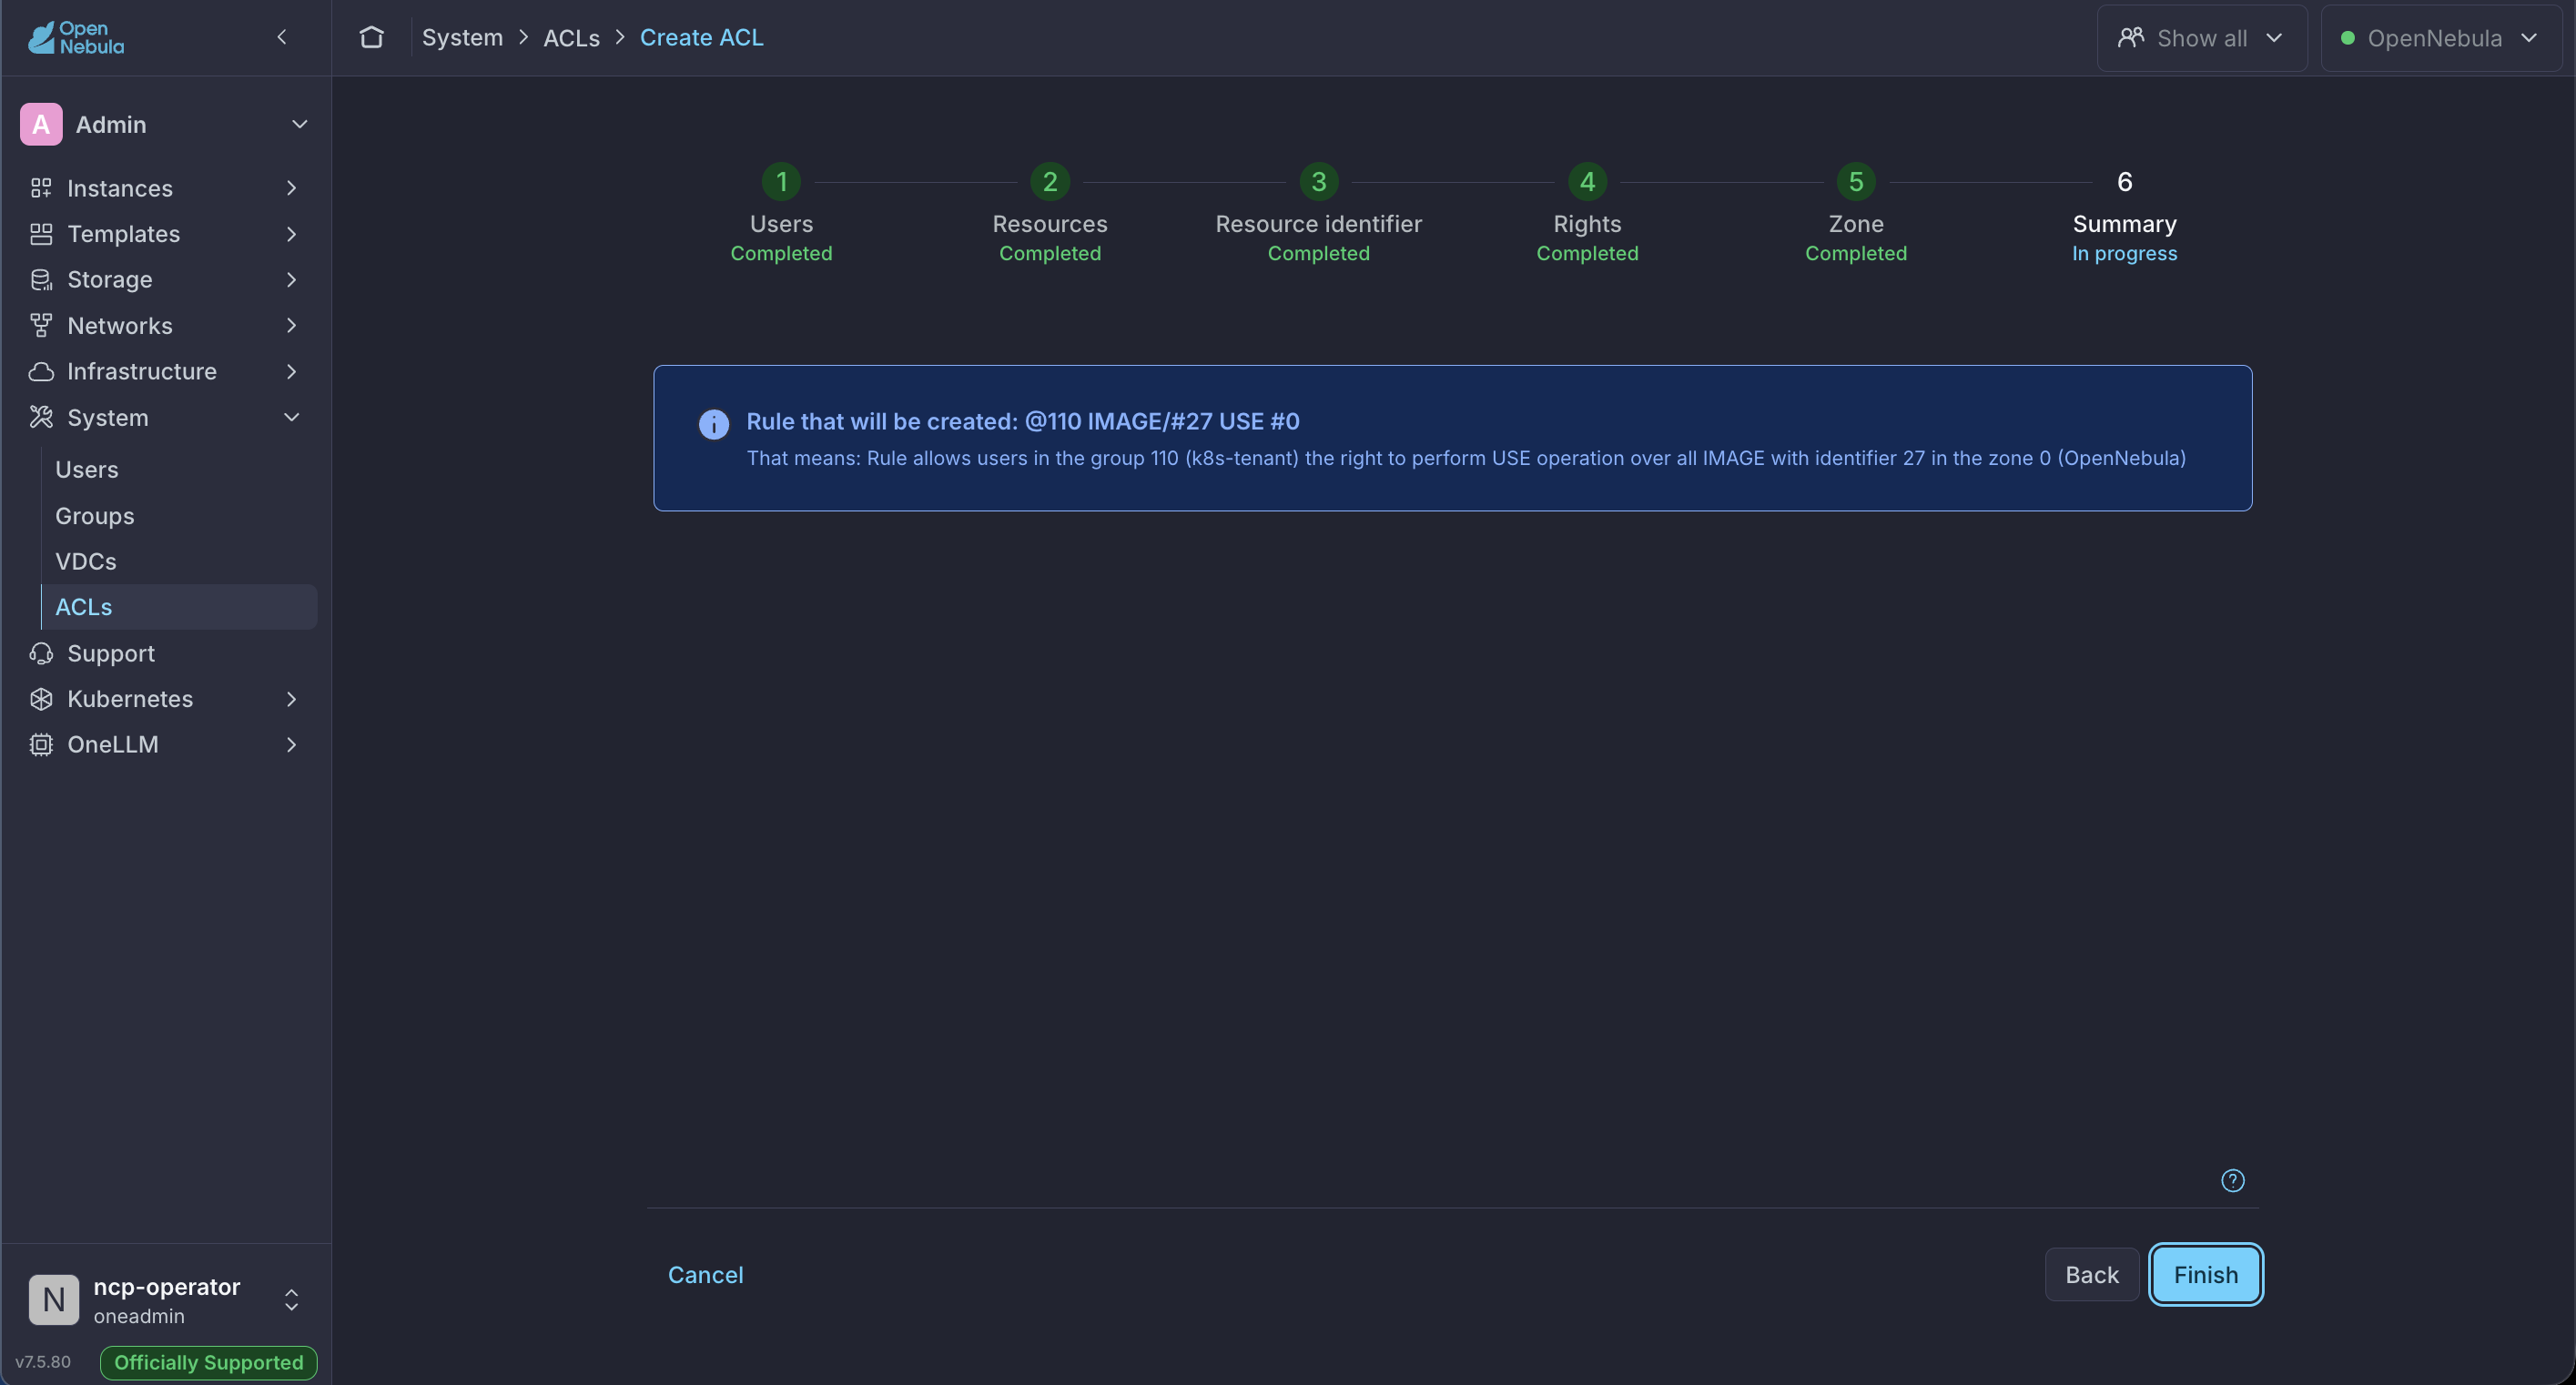 Open
Nebula
System > ACLs > Create ACL
Show all
OpenNebula
A Admin
Instances
Templates
Storage
Networks
Infrastructure
System
Users
Groups
VDCs
ACLs
Support
Kubernetes
OneLLM
1 2 3 4 5 6
Users Resources Resource identifier Rights Zone Summary
Completed Completed Completed Completed Completed In progress
Rule that will be created: @110 IMAGE/#27 USE #0
That means: Rule allows users in the group 110 (k8s-tenant) the right to perform USE operation over all IMAGE with identifier 27 in the zone 0 (OpenNebula)
?
Cancel Back Finish
N ncp-operator
oneadmin
v7.5.80 Officially Supported